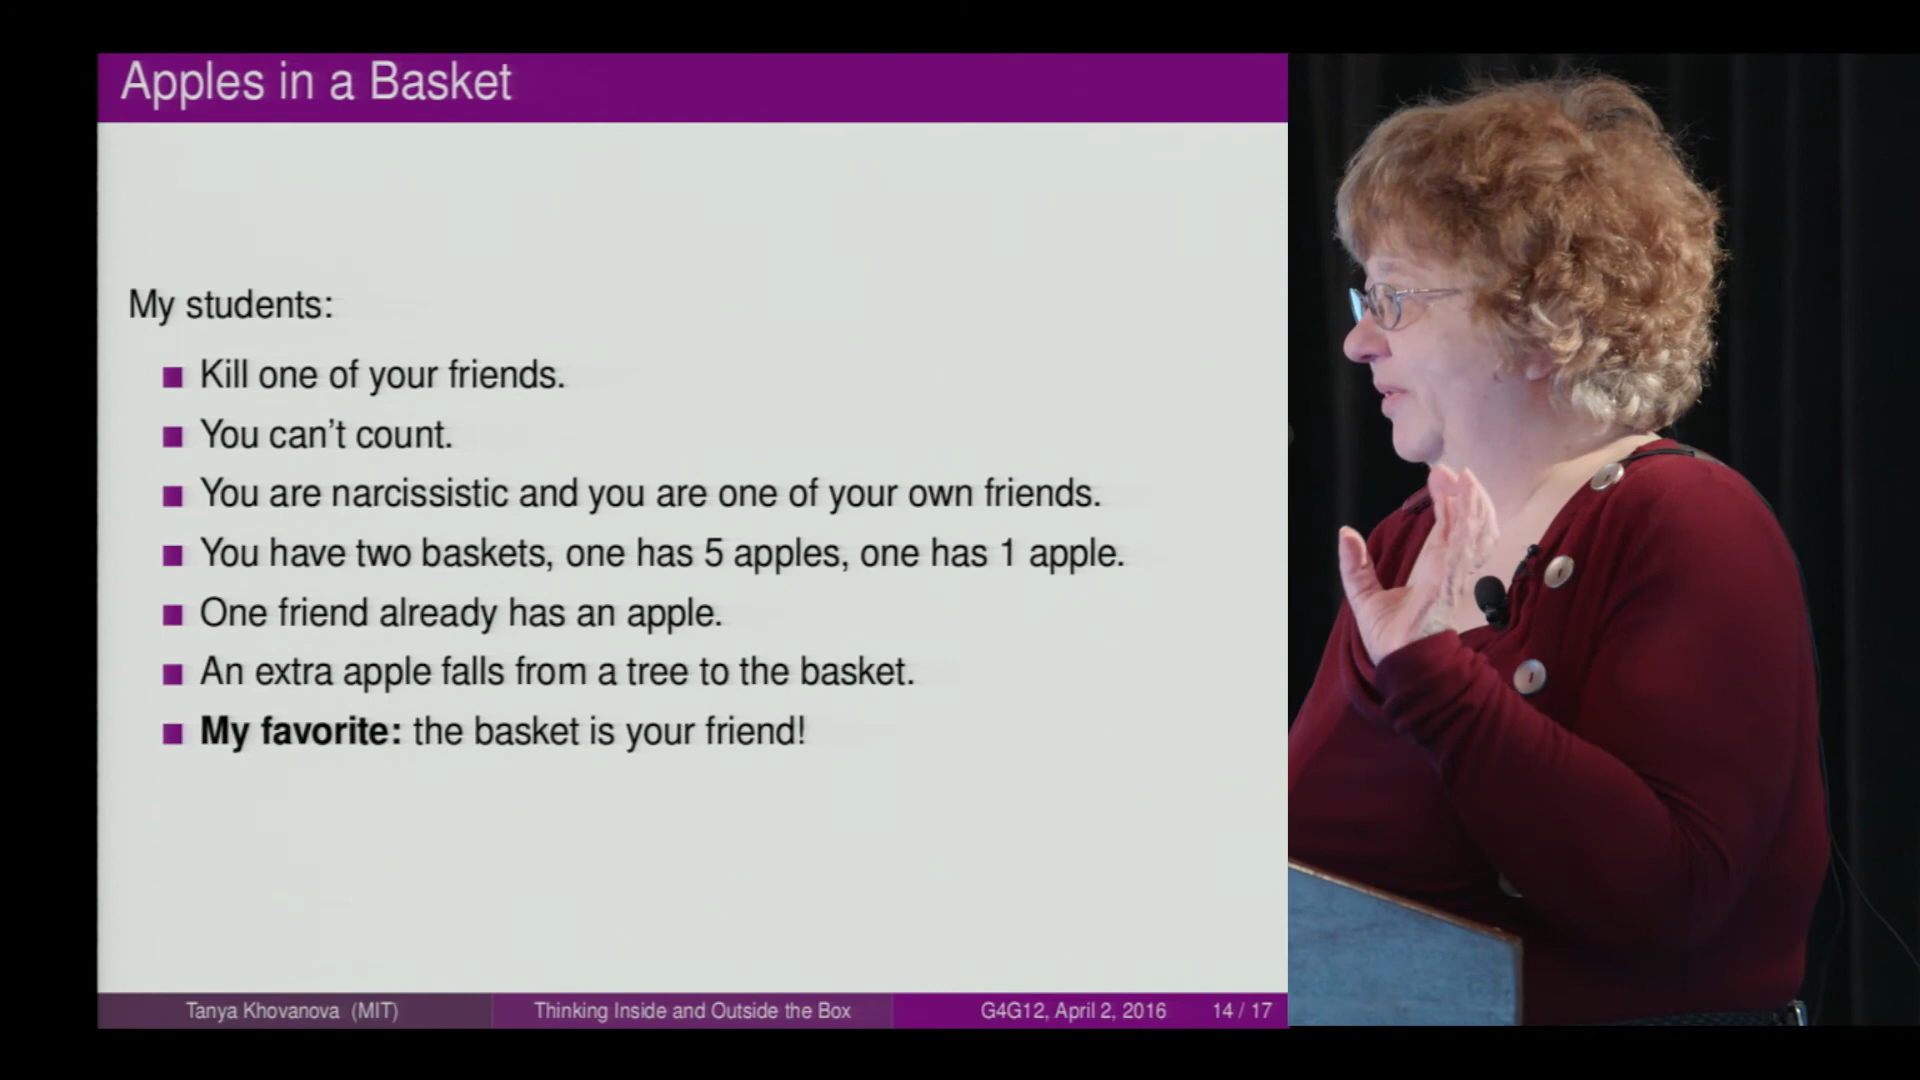 Apples in a Basket
My students:
Kill one of your friends.
You can't count.
You are narcissistic and you are one of your own friends.
You have two baskets, one has 5 apples, one has 1 apple.
One friend already has an apple.
An extra apple falls from a tree to the basket.
My favorite: the basket is your friend!
Tanya Khovanova (MIT) Thinking Inside and Outside the Box G4G12, April 2, 2016 14 / 17